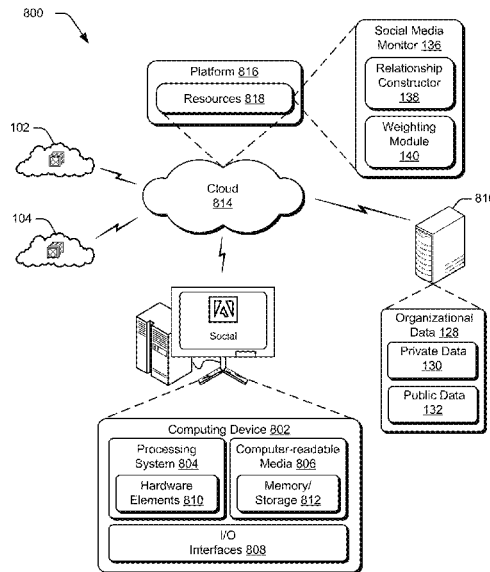 800
Social Media
Monitor 136
Relationship
Constructor
138
Weighting
Module
140
Platform 816
Resources 818
102
104
Cloud
814
Social
Organizational
Data 128
Private Data
130
Public Data
132
Computing Device 802
Processing
System 804
Hardware
Elements 810
Computer-readable
Media 806
Memory/
Storage 812
I/O
Interfaces 808